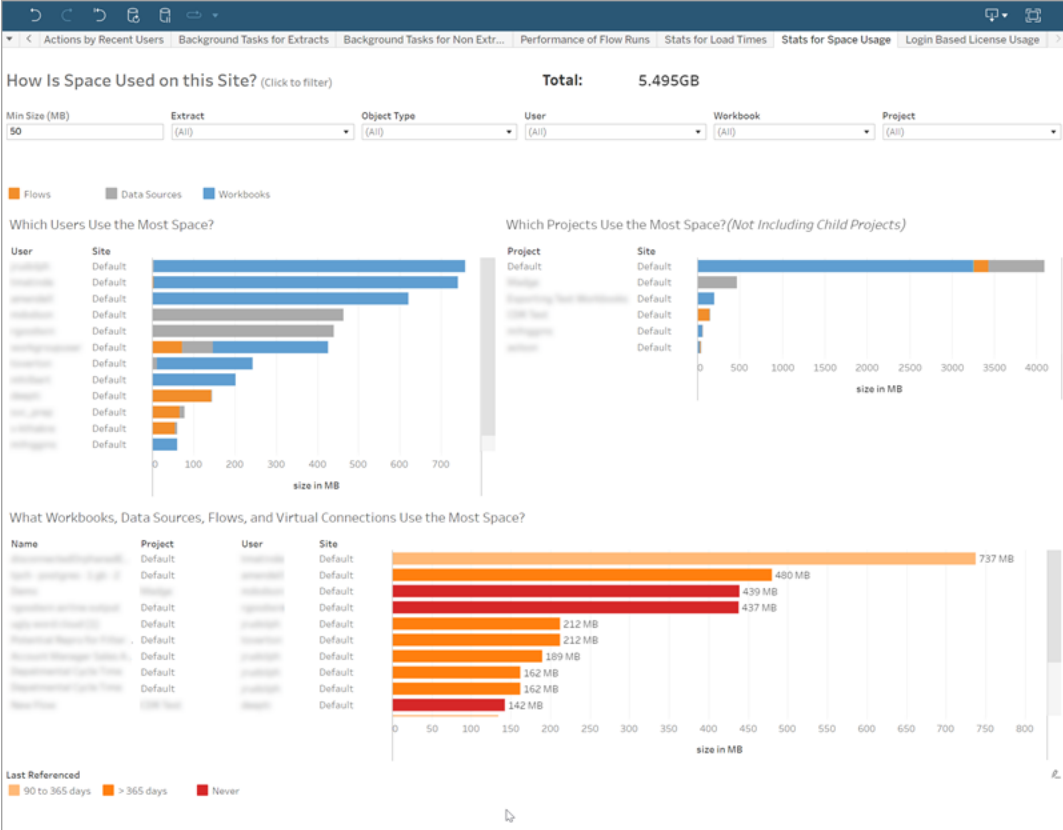 Actions by Recent Users Background Tasks for Extracts Background Tasks for Non Extr... Performance of Flow Runs Stats for Load Times Stats for Space Usage Login Based License Usage
How Is Space Used on this Site? (Click to filter) Total: 5.495GB
Min Size (MB) Extract Object Type User Workbook Project
50 (All) (All) (All) (All) (All)
Flows Data Sources Workbooks
Which Users Use the Most Space?
User Site
Default
Default
Default
Default
Default
Default
Default
Default
Default
Default
Default
Default
0 100 200 300 400 500 600 700
size in MB
Which Projects Use the Most Space? (Not Including Child Projects)
Project Site
Default Default
Default
Default
Default
Default
Default
0 500 1000 1500 2000 2500 3000 3500 4000
size in MB
What Workbooks, Data Sources, Flows, and Virtual Connections Use the Most Space?
Name Project User Site
Default Default 737 MB
Default Default 480 MB
Default 439 MB
Default Default 437 MB
Default Default 212 MB
Default Default 212 MB
Default Default 189 MB
Default Default 162 MB
Default Default 162 MB
Default 142 MB
0 50 100 150 200 250 300 350 400 450 500 550 600 650 700 750 800
size in MB
Last Referenced
90 to 365 days > 365 days Never